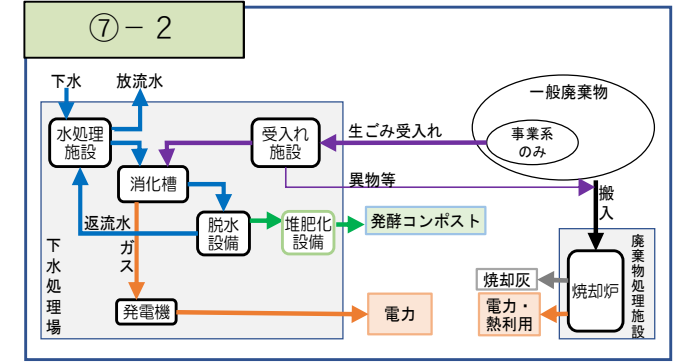 ⑦－２
下水
放流水
一般廃棄物
水処理
施設
受入れ
施設
生ごみ受入れ
事業系
のみ
消化槽
異物等
搬入
返流水
脱水
設備
堆肥化
設備
発酵コンポスト
ガス
下水処理場
廃棄物処理施設
焼却灰
焼却炉
発電機
電力
電力・
熱利用